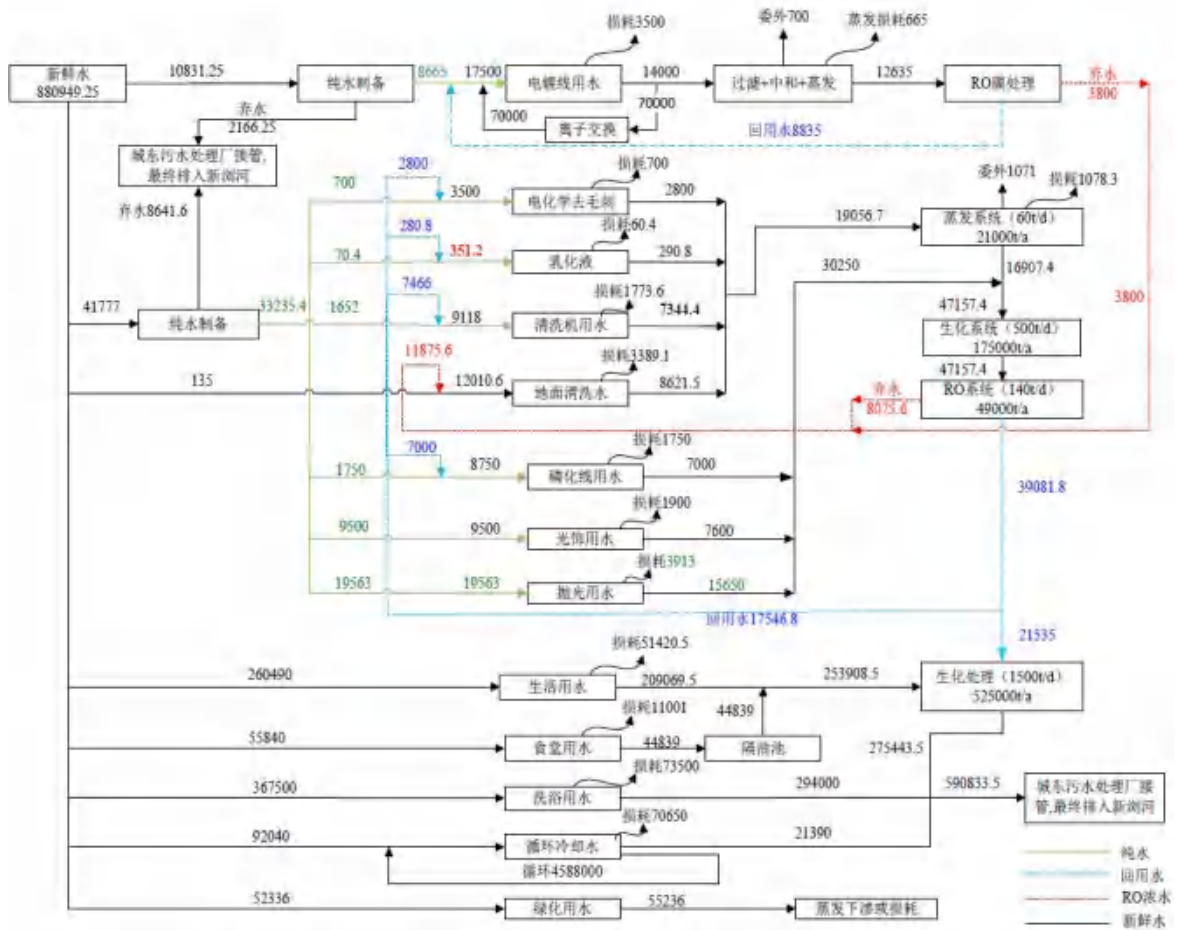 损耗3500
委外700
蒸发损耗665
新鲜水
880949.25
10831.25
纯水制备
8665
17500
电镀线用水
14000
过滤+中和+蒸发
12635
RO膜处理
弃水
3800
弃水
2166.25
70000
离子交换
70000
回用水8835
城东污水处理厂接管,
最终排入新浏河
弃水8641.6
2800
700
3500
电化学去毛刺
损耗700
2800
委外1071
损耗1078.3
19056.7
蒸发系统(60t/d)
21000t/a
280.8
70.4
351.2
乳化液
损耗60.4
290.8
30250
16907.4
41777
纯水制备
33235.4
7466
1652
9118
清洗机用水
损耗1773.6
7344.4
47157.4
3800
生化系统(500t/d)
175000t/a
135
11875.6
12010.6
地面清洗水
损耗3389.1
8621.5
47157.4
RO系统(140t/d)
49000t/a
弃水
8075.6
7000
1750
8750
磷化线用水
损耗1750
7000
39081.8
9500
9500
光饰用水
损耗1900
7600
19563
19563
抛光用水
损耗3913
15650
回用水17546.8
21535
260490
生活用水
损耗51420.5
209069.5
253908.5
生化处理(1500t/d)
525000t/a
55840
食堂用水
损耗11001
44839
隔油池
44839
275443.5
367500
洗浴用水
损耗73500
294000
590833.5
城东污水处理厂接
管,最终排入新浏河
92040
循环冷却水
损耗70650
21390
循环4588000
52336
绿化用水
55236
蒸发下渗或损耗
纯水
回用水
RO浓水
新鲜水